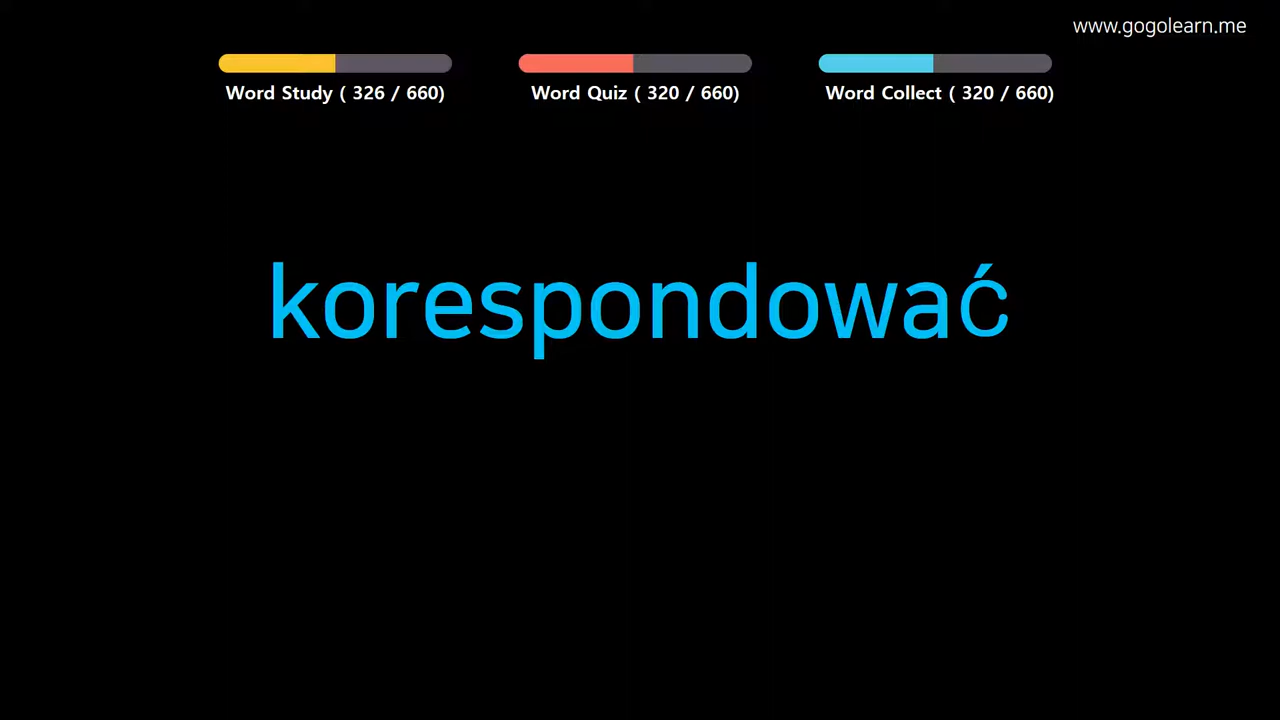 www.gogolearn.me
Word Study ( 326 / 660)
Word Quiz ( 320 / 660)
Word Collect ( 320 / 660)
korespondować